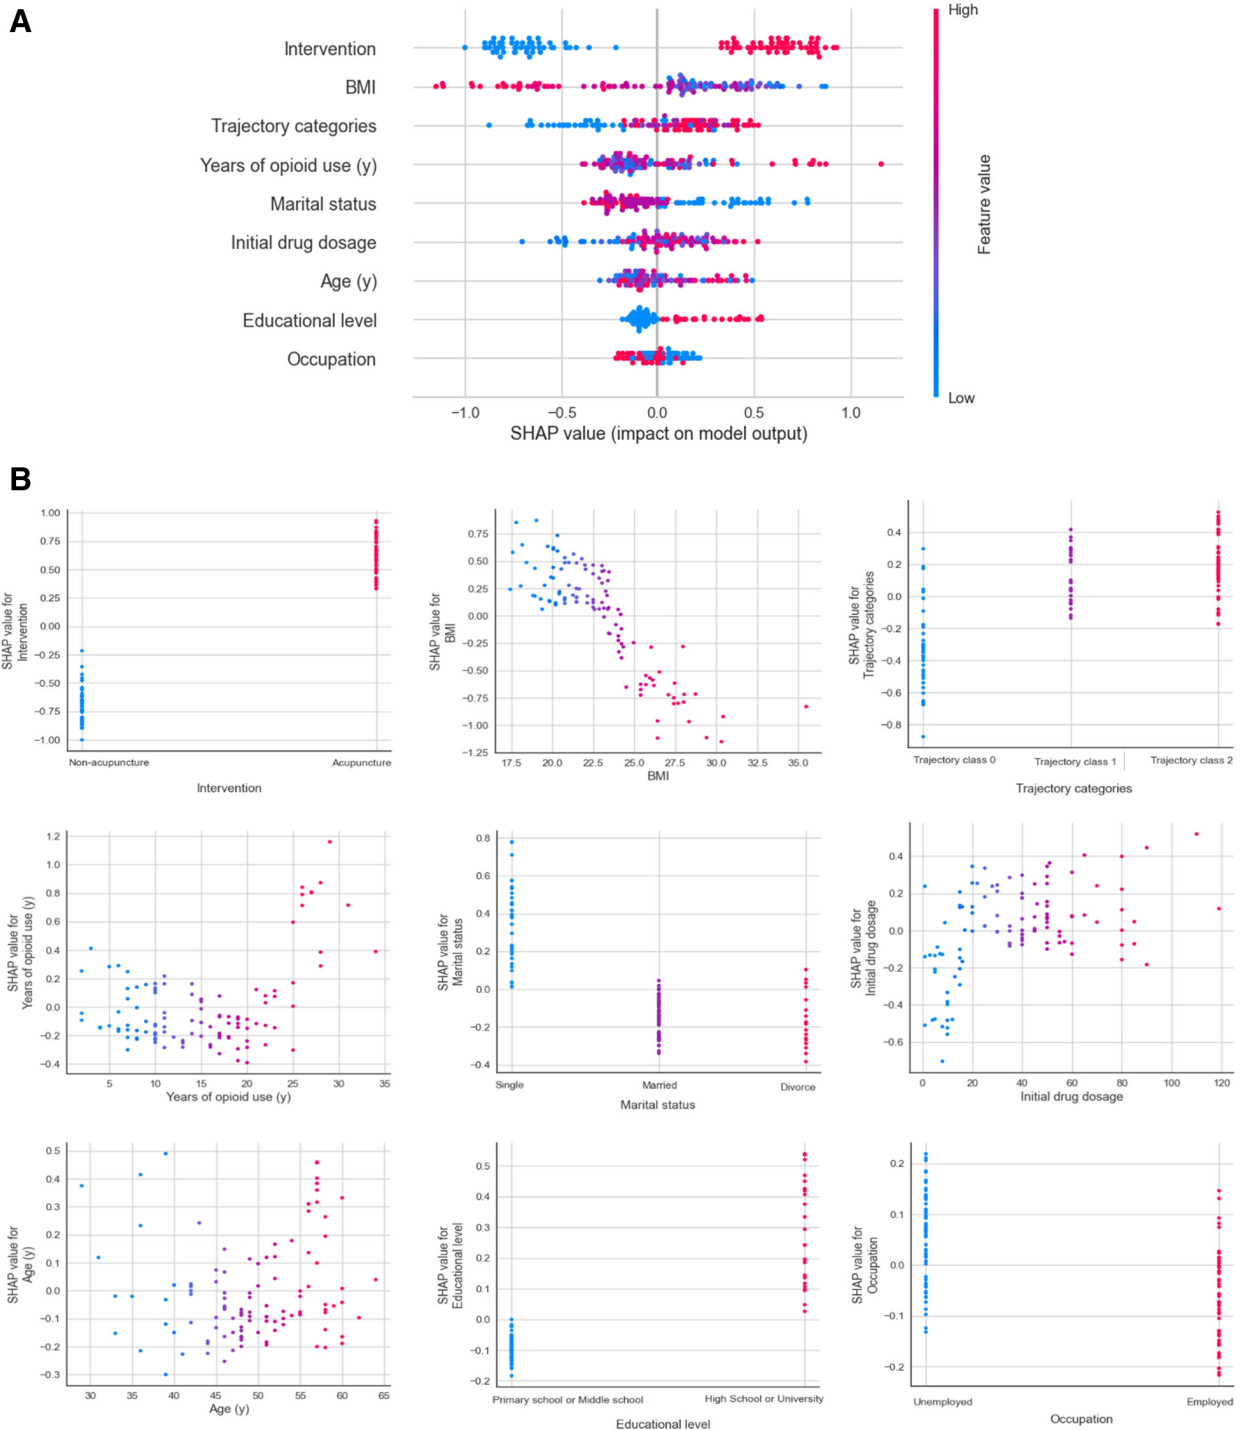 A
High
Intervention
BMI
Trajectory categories
Years of opioid use (y)
Marital status
Initial drug dosage
Age (y)
Educational level
Occupation
Feature value
Low
−1.0 −0.5 0.0 0.5 1.0
SHAP value (impact on model output)
B
1.00
0.75
0.50
0.25
0.00
−0.25
−0.50
−0.75
−1.00
SHAP value for
Intervention
Non-acupuncture Acupuncture
Intervention
0.75
0.50
0.25
0.00
−0.25
−0.50
−0.75
−1.00
−1.25
SHAP value for
BMI
17.5 20.0 22.5 25.0 27.5 30.0 32.5 35.0
BMI
0.4
0.2
0.0
−0.2
−0.4
−0.6
−0.8
SHAP value for
Trajectory categories
Trajectory class 0 Trajectory class 1 Trajectory class 2
Trajectory categories
1.2
1.0
0.8
0.6
0.4
0.2
0.0
−0.2
−0.4
SHAP value for
Years of opioid use (y)
5 10 15 20 25 30 35
Years of opioid use (y)
0.8
0.6
0.4
0.2
0.0
−0.2
−0.4
SHAP value for
Marital status
Single Married Divorce
Marital status
0.4
0.2
0.0
−0.2
−0.4
−0.6
SHAP value for
Initial drug dosage
0 20 40 60 80 100 120
Initial drug dosage
0.5
0.4
0.3
0.2
0.1
0.0
−0.1
−0.2
−0.3
SHAP value for
Age (y)
30 35 40 45 50 55 60 65
Age (y)
0.5
0.4
0.3
0.2
0.1
0.0
−0.1
−0.2
SHAP value for
Educational level
Primary school or Middle school High School or University
Educational level
0.2
0.1
0.0
−0.1
−0.2
SHAP value for
Occupation
Unemployed Employed
Occupation